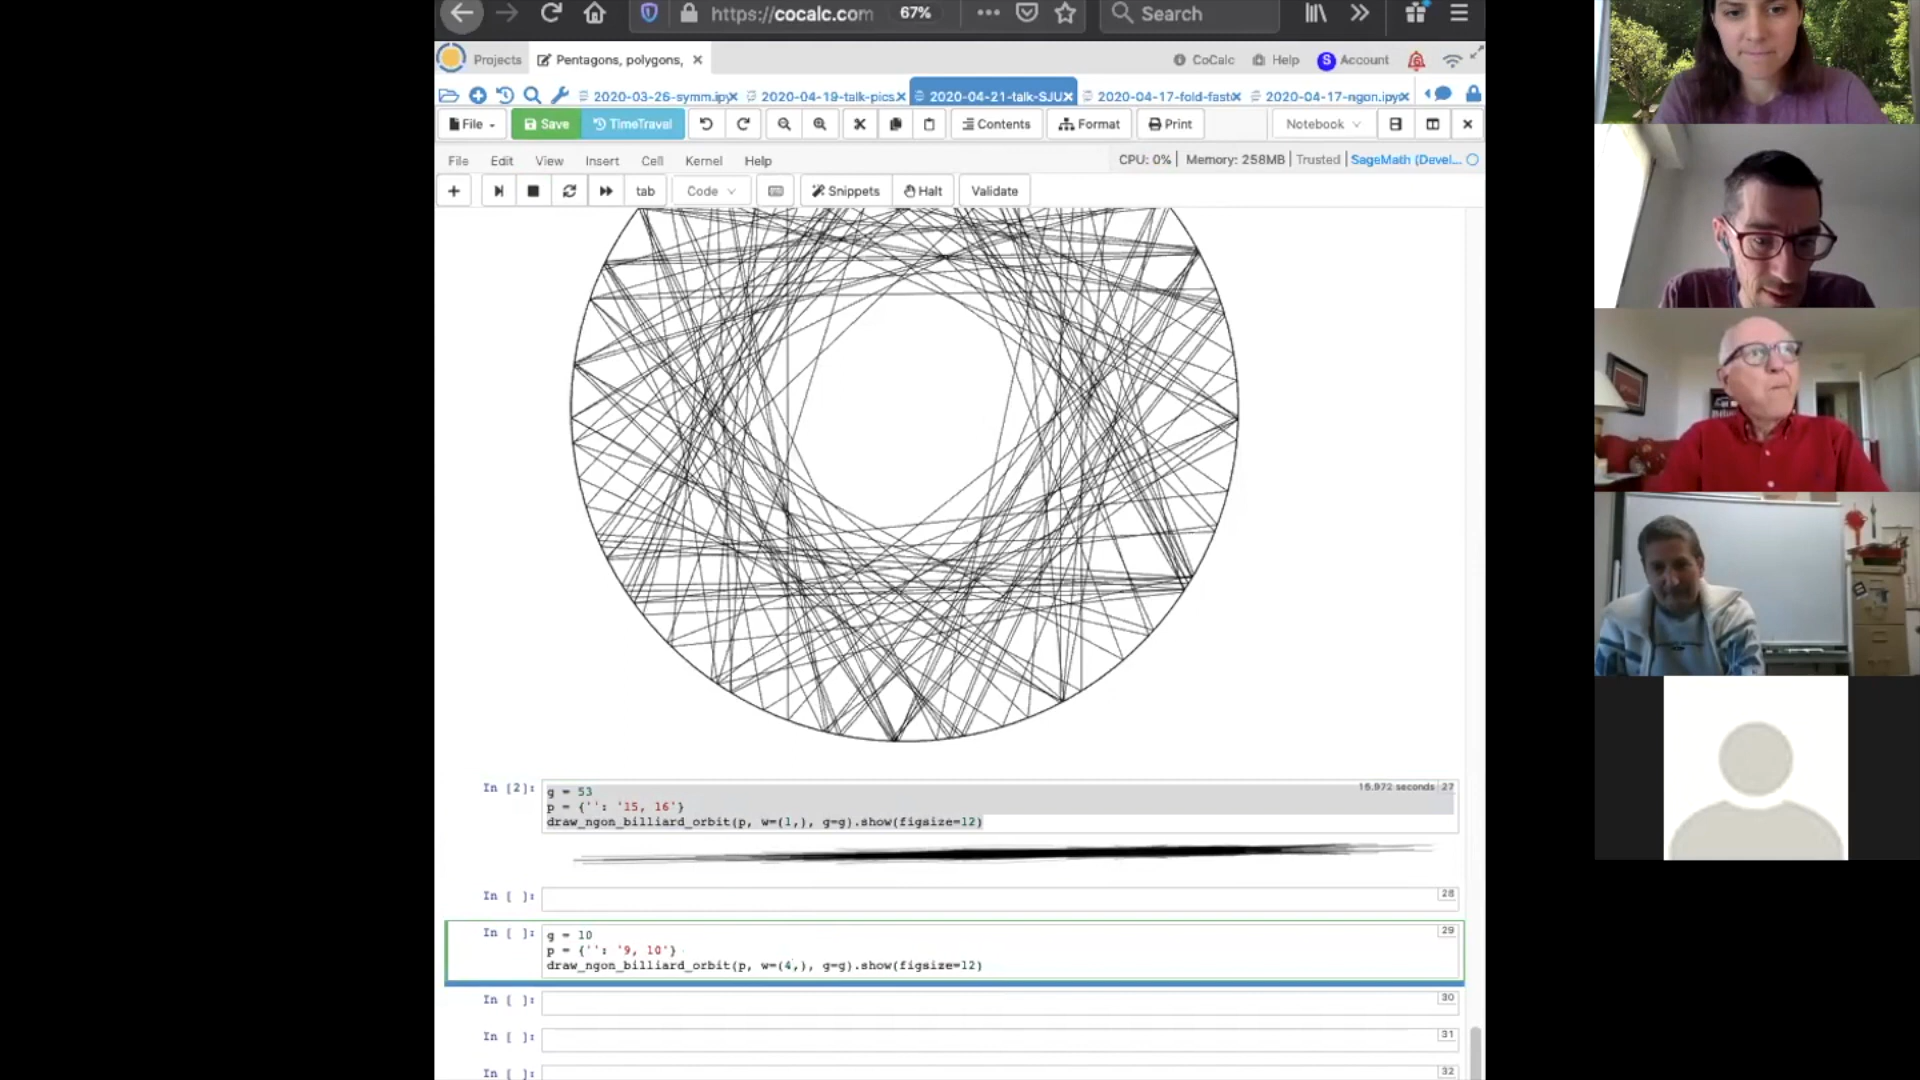 https://cocalc.com 67% Search
Projects Pentagons, polygons, CoCalc Help S Account
2020-03-26-symm.ipy 2020-04-19-talk-pics 2020-04-21-talk-SJU 2020-04-17-fold-fast 2020-04-17-ngon.ipy
File Save TimeTravel Contents Format Print Notebook
File Edit View Insert Cell Kernel Help CPU: 0% | Memory: 258MB | Trusted | SageMath (Devel...
tab Code Snippets Halt Validate
In [2]: g = 53 15.972 seconds 27
p = {'': '15, 16'}
draw_ngon_billiard_orbit(p, w=(1,), g=g).show(figsize=12)
In [ ]: 28
In [ ]: g = 10 29
p = {'': '9, 10'}
draw_ngon_billiard_orbit(p, w=(4,), g=g).show(figsize=12)
In [ ]: 30
In [ ]: 31
In [ ]: 32